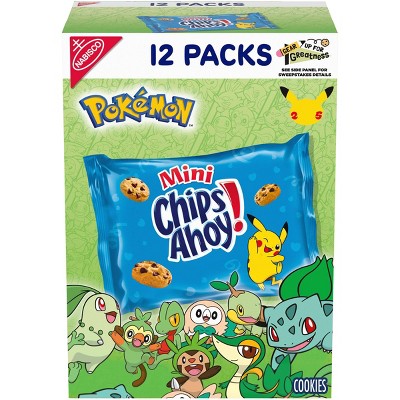 NABISCO
12 PACKS
GEAR UP FOR
Greatness
SEE SIDE PANEL FOR
SWEEPSTAKES DETAILS
POKéMON
25
Mini
Chips
Ahoy!
COOKIES